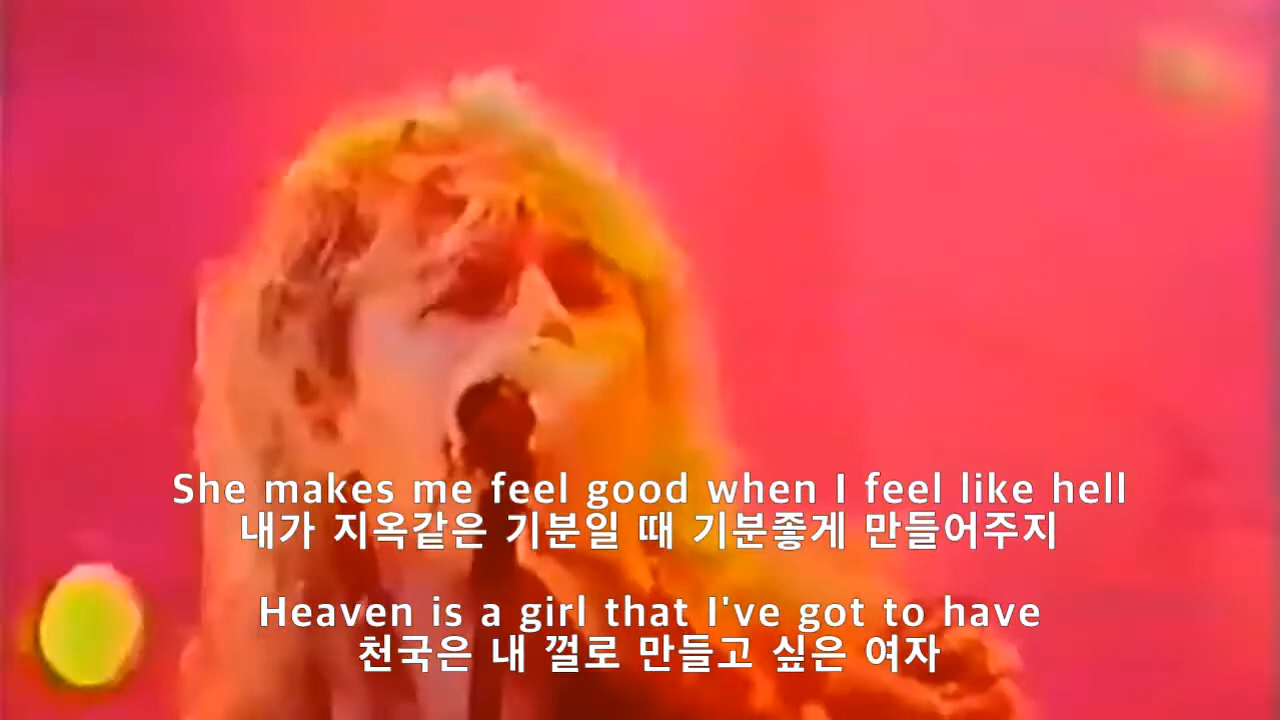 She makes me feel good when I feel like hell
내가 지옥같은 기분일 때 기분좋게 만들어주지
Heaven is a girl that I've got to have
천국은 내 껄로 만들고 싶은 여자